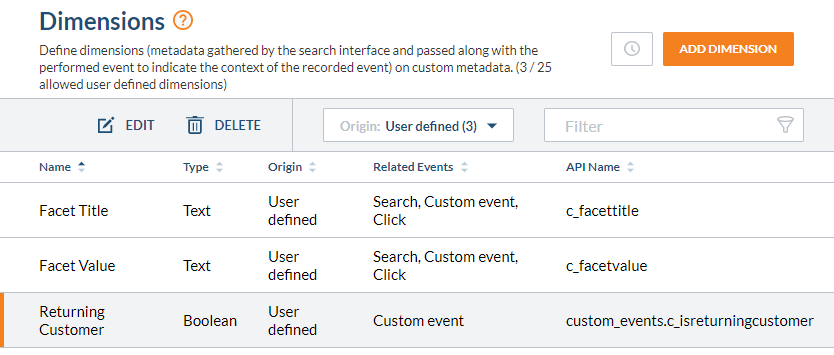 Dimensions ?
Define dimensions (metadata gathered by the search interface and passed along with the
performed event to indicate the context of the recorded event) on custom metadata. (3 / 25
allowed user defined dimensions)
ADD DIMENSION
EDIT DELETE Origin: User defined (3) Filter
Name Type Origin Related Events API Name
Facet Title Text User defined Search, Custom event, Click c_facettitle
Facet Value Text User defined Search, Custom event, Click c_facetvalue
Returning Customer Boolean User defined Custom event custom_events.c_isreturningcustomer